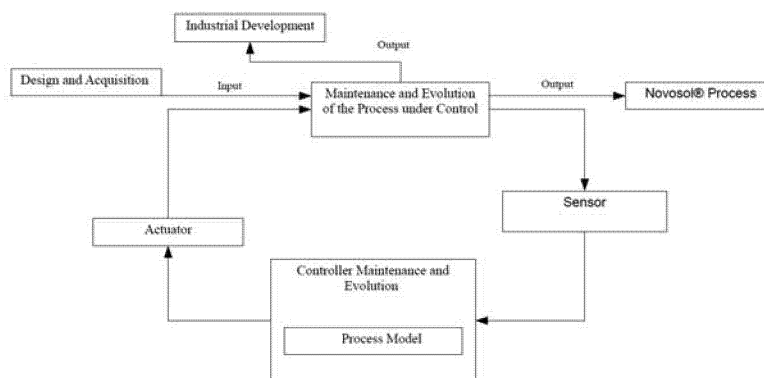 Industrial Development
Output
Design and Acquisition
Input
Maintenance and Evolution
of the Process under Control
Output
Novosol® Process
Sensor
Actuator
Controller Maintenance and
Evolution
Process Model